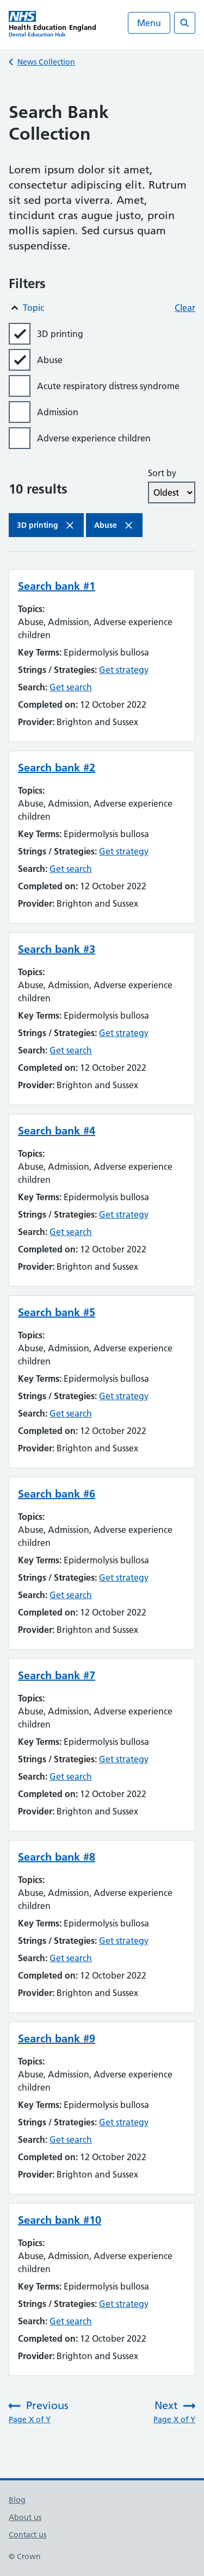 NHS
Health Education England
Dental Education Hub
Menu
News Collection
Search Bank
Collection
Lorem ipsum dolor sit amet,
consectetur adipiscing elit. Rutrum
sit sed porta viverra. Amet,
tincidunt cras augue justo, proin
molestie nulla feugiat. Sed cursus quam
suspendisse.
Filters
Topic
Clear
3D printing
Abuse
Acute respiratory distress syndrome
Admission
Adverse experience children
10 results
Sort by
Oldest
3D printing
Abuse
Search bank #1
Topics:
Abuse, Admission, Adverse experience
children
Key Terms: Epidermolysis bullosa
Strings / Strategies: Get strategy
Search: Get search
Completed on: 12 October 2022
Provider: Brighton and Sussex
Search bank #2
Topics:
Abuse, Admission, Adverse experience
children
Key Terms: Epidermolysis bullosa
Strings / Strategies: Get strategy
Search: Get search
Completed on: 12 October 2022
Provider: Brighton and Sussex
Search bank #3
Topics:
Abuse, Admission, Adverse experience
children
Key Terms: Epidermolysis bullosa
Strings / Strategies: Get strategy
Search: Get search
Completed on: 12 October 2022
Provider: Brighton and Sussex
Search bank #4
Topics:
Abuse, Admission, Adverse experience
children
Key Terms: Epidermolysis bullosa
Strings / Strategies: Get strategy
Search: Get search
Completed on: 12 October 2022
Provider: Brighton and Sussex
Search bank #5
Topics:
Abuse, Admission, Adverse experience
children
Key Terms: Epidermolysis bullosa
Strings / Strategies: Get strategy
Search: Get search
Completed on: 12 October 2022
Provider: Brighton and Sussex
Search bank #6
Topics:
Abuse, Admission, Adverse experience
children
Key Terms: Epidermolysis bullosa
Strings / Strategies: Get strategy
Search: Get search
Completed on: 12 October 2022
Provider: Brighton and Sussex
Search bank #7
Topics:
Abuse, Admission, Adverse experience
children
Key Terms: Epidermolysis bullosa
Strings / Strategies: Get strategy
Search: Get search
Completed on: 12 October 2022
Provider: Brighton and Sussex
Search bank #8
Topics:
Abuse, Admission, Adverse experience
children
Key Terms: Epidermolysis bullosa
Strings / Strategies: Get strategy
Search: Get search
Completed on: 12 October 2022
Provider: Brighton and Sussex
Search bank #9
Topics:
Abuse, Admission, Adverse experience
children
Key Terms: Epidermolysis bullosa
Strings / Strategies: Get strategy
Search: Get search
Completed on: 12 October 2022
Provider: Brighton and Sussex
Search bank #10
Topics:
Abuse, Admission, Adverse experience
children
Key Terms: Epidermolysis bullosa
Strings / Strategies: Get strategy
Search: Get search
Completed on: 12 October 2022
Provider: Brighton and Sussex
Previous
Page X of Y
Next
Page X of Y
Blog
About us
Contact us
© Crown